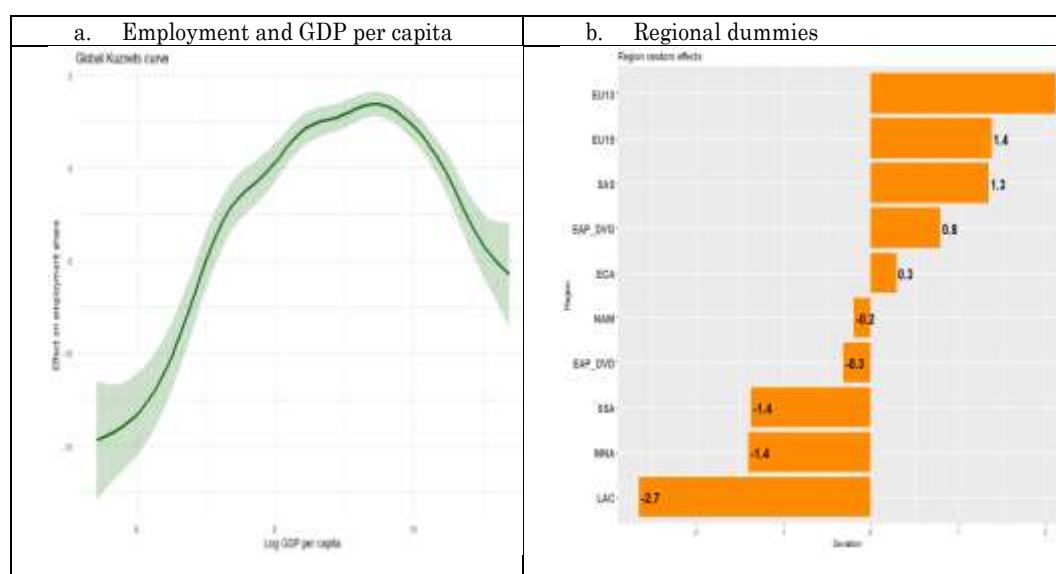 a. Employment and GDP per capita
b. Regional dummies
Global Kuznets curve
Effect on employment share
Log GDP per capita
Region random effects
Region
EU13
EU15
1.4
SAS
1.3
0.8
ECA
0.3
NAM
-0.2
-0.3
SSA
-1.4
MNA
-1.4
LAC
-2.7
Deviation